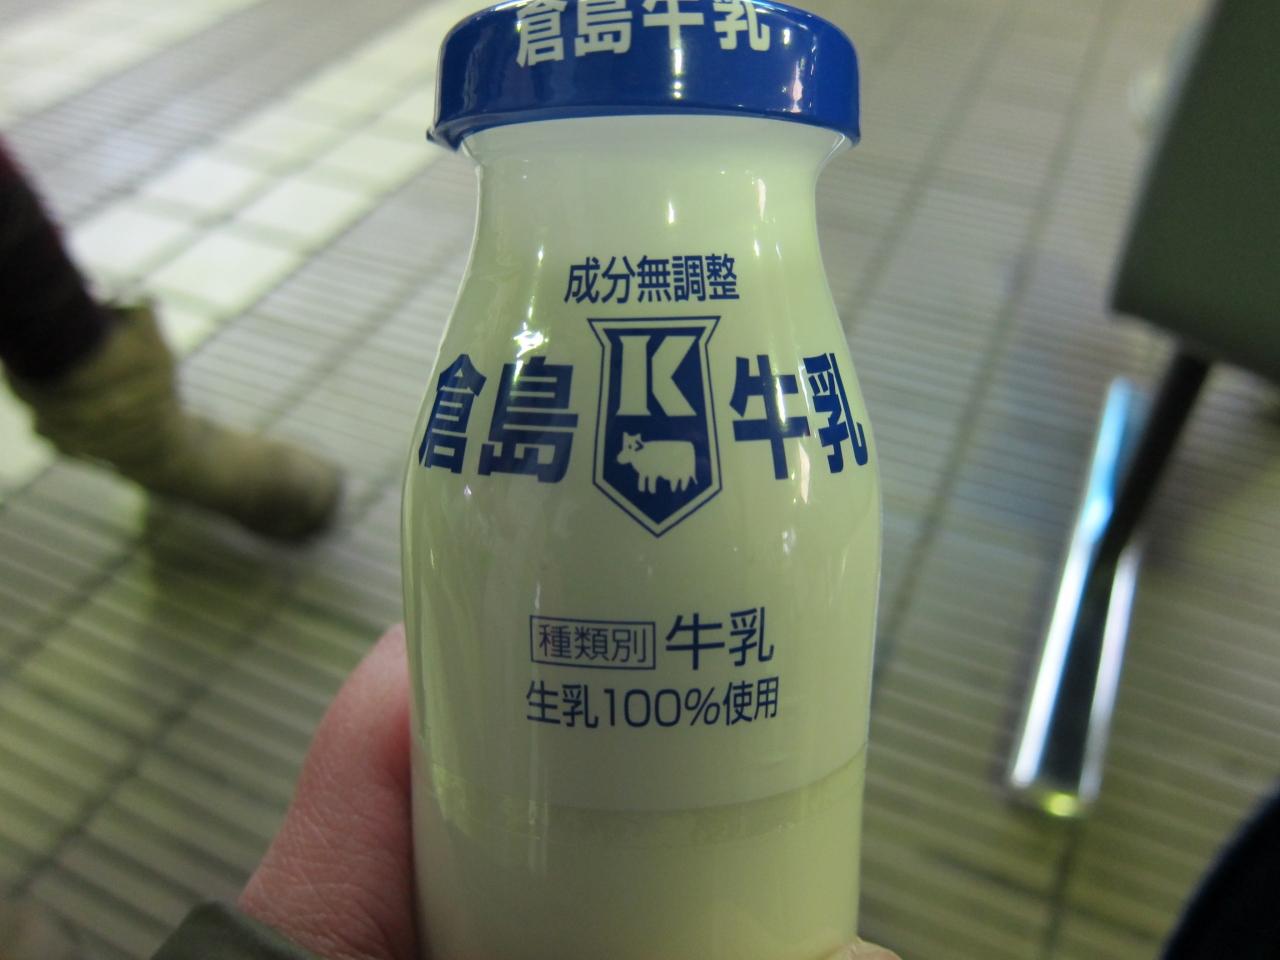 倉島牛乳
成分無調整
倉島 K 牛乳
種類別 牛乳
生乳100%使用